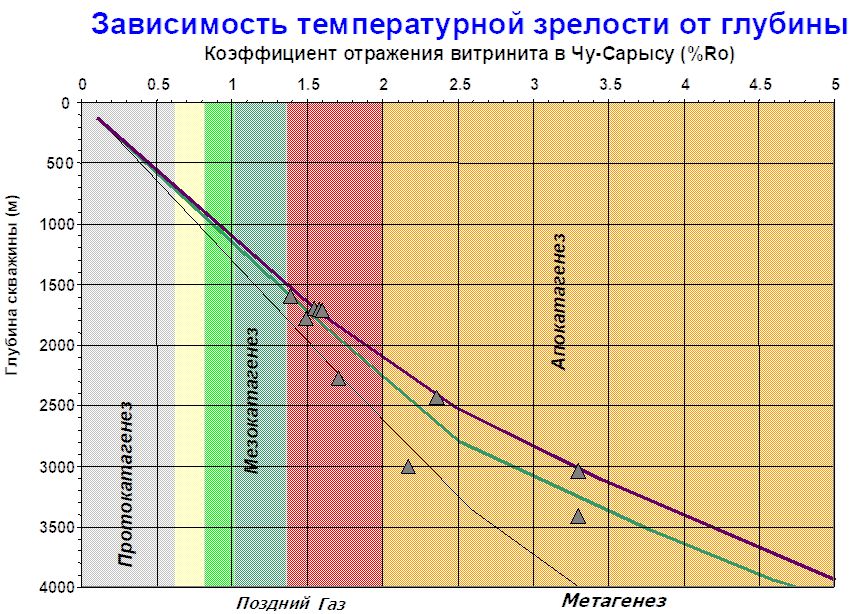 Зависимость температурной зрелости от глубины
Коэффициент отражения витринита в Чу-Сарысу (%Ro)
0 0.5 1 1.5 2 2.5 3 3.5 4 4.5 5
Глубина скважины (м)
0
500
1000
1500
2000
2500
3000
3500
4000
Протокатагенез
Мезокатагенез
Апокатагенез
Поздний Газ
Метагенез